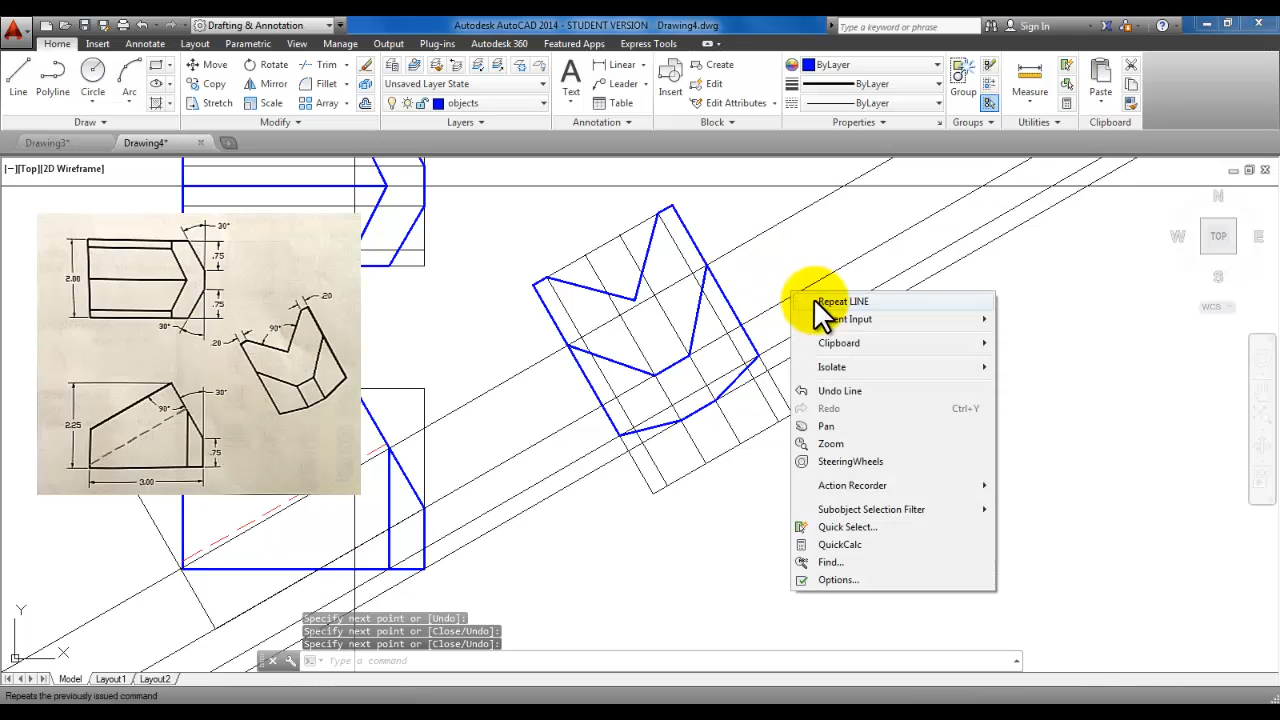 Drafting & Annotation
Autodesk AutoCAD 2014 - STUDENT VERSION Drawing4.dwg
Type a keyword or phrase
Sign In
Home Insert Annotate Layout Parametric View Manage Output Plug-ins Autodesk 360 Featured Apps Express Tools
Line Polyline Circle Arc
Move Rotate Trim
Copy Mirror Fillet
Stretch Scale Array
Unsaved Layer State
objects
Text
Linear
Leader
Table
Insert
Create
Edit
Edit Attributes
ByLayer
ByLayer
ByLayer
Group
Measure
Paste
Draw Modify Layers Annotation Block Properties Groups Utilities Clipboard
Drawing3* Drawing4*
[−][Top][2D Wireframe]
N
W TOP E
S
WCS
30°
.75
2.00
.75
30°
.20
90°
.20
30°
90°
2.25
.75
3.00
Repeat LINE
Clipboard
Isolate
Undo Line
Redo Ctrl+Y
Pan
Zoom
SteeringWheels
Action Recorder
Subobject Selection Filter
Quick Select...
QuickCalc
Find...
Options...
Y
X
Specify next point or [Undo]:
Specify next point or [Close/Undo]:
Specify next point or [Close/Undo]:
Type a command
Model Layout1 Layout2
Repeats the previously issued command